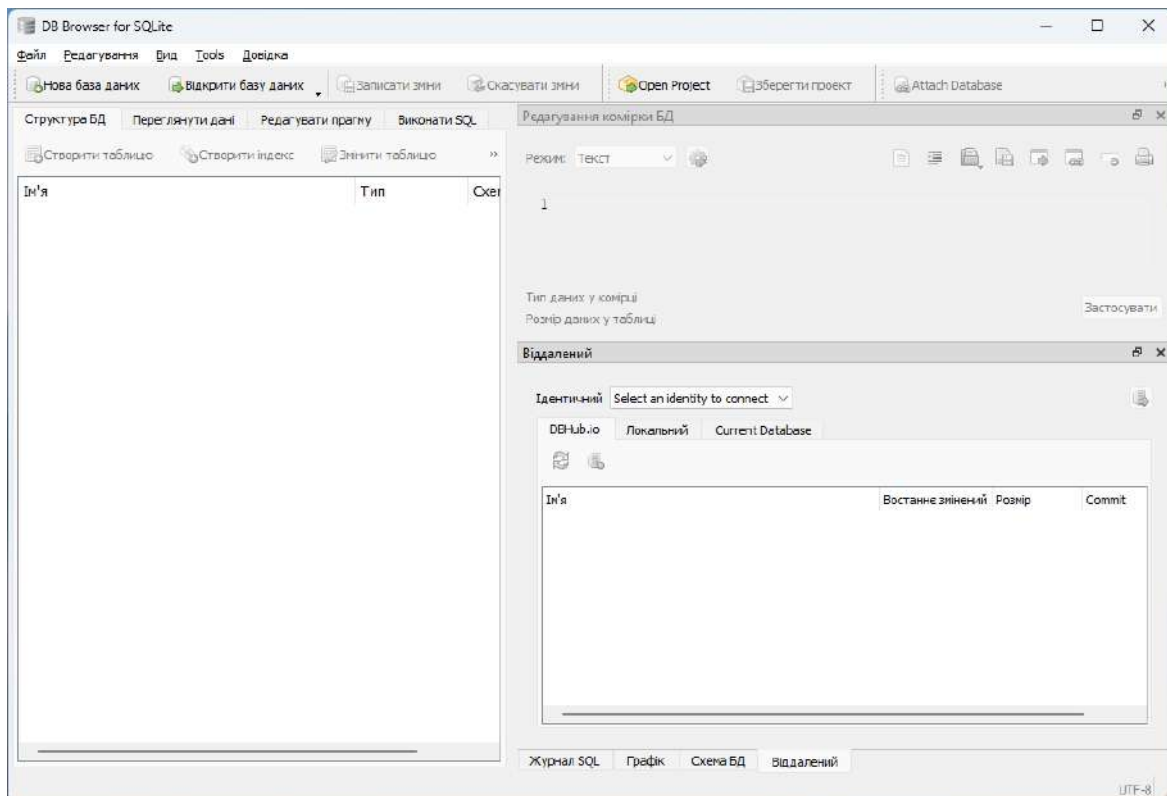 DB Browser for SQLite
Файл Редагування Вид Tools Довідка
Нова база даних Відкрити базу даних Записати зміни Скасувати зміни Open Project Зберегти проект Attach Database
Структура БД Переглянути дані Редагувати прагму Виконати SQL
Створити таблицю Створити індекс Змінити таблицю »
Ім'я Тип Схем
Редагування комірки БД
Режим: Текст
1
Тип даних у комірці
Розмір даних у таблиці
Застосувати
Віддалений
Ідентичний Select an identity to connect
DBHub.io Локальний Current Database
Ім'я Востаннє змінений Розмір Commit
Журнал SQL Графік Схема БД Віддалений
UTF-8